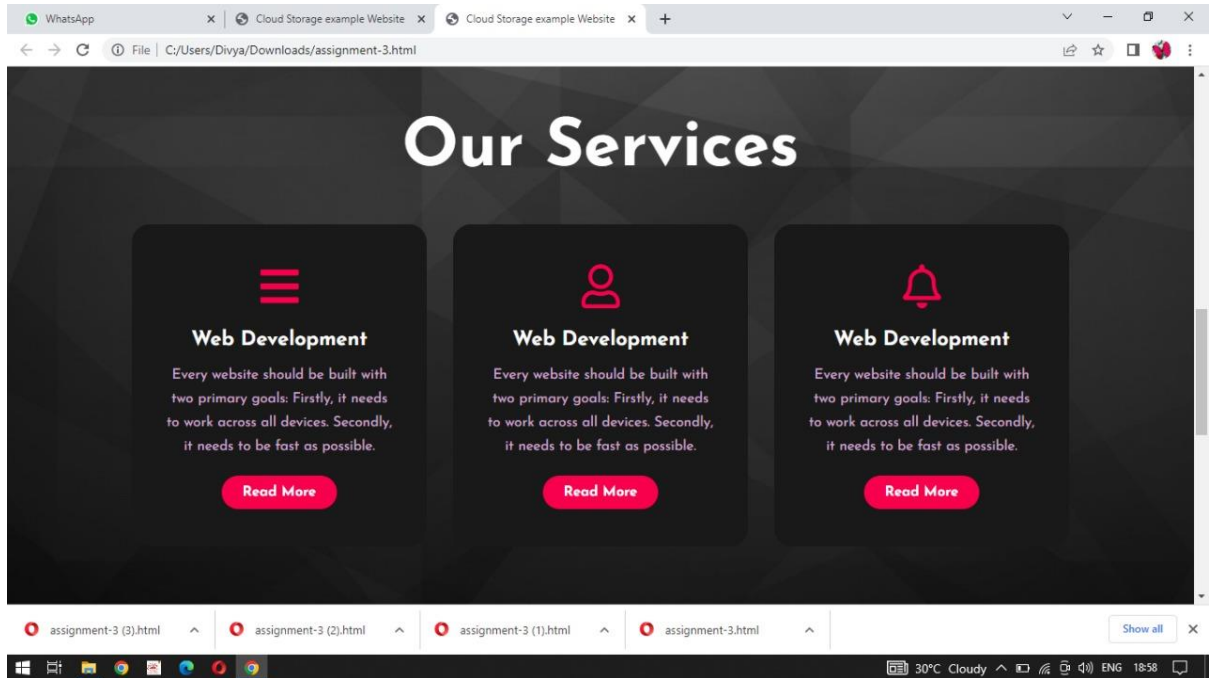 WhatsApp
Cloud Storage example Website
Cloud Storage example Website
File | C:/Users/Divya/Downloads/assignment-3.html
Our Services
Web Development
Every website should be built with
two primary goals: Firstly, it needs
to work across all devices. Secondly,
it needs to be fast as possible.
Read More
Web Development
Every website should be built with
two primary goals: Firstly, it needs
to work across all devices. Secondly,
it needs to be fast as possible.
Read More
Web Development
Every website should be built with
two primary goals: Firstly, it needs
to work across all devices. Secondly,
it needs to be fast as possible.
Read More
assignment-3 (3).html
assignment-3 (2).html
assignment-3 (1).html
assignment-3.html
Show all
30°C Cloudy
ENG
18:58